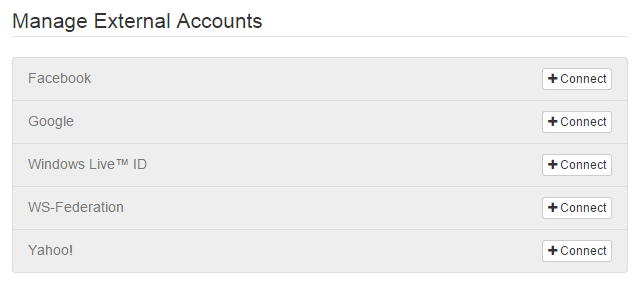 Manage External Accounts
Facebook Connect
Google Connect
Windows Live™ ID Connect
WS-Federation Connect
Yahoo! Connect